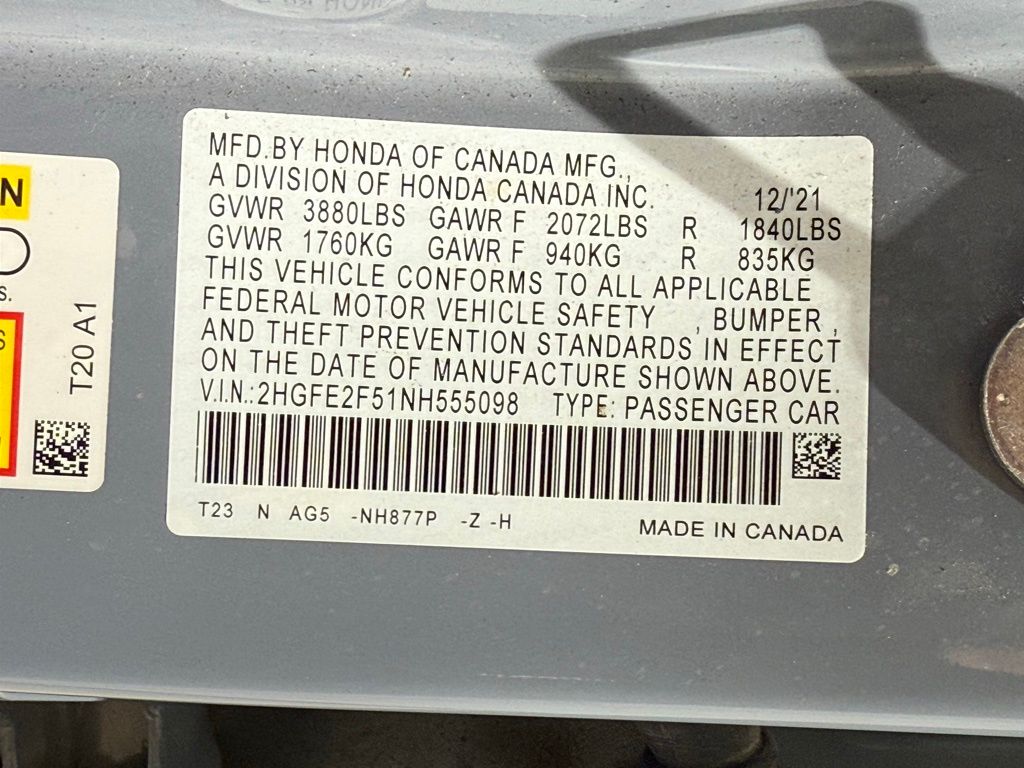 MFD.BY HONDA OF CANADA MFG.,
A DIVISION OF HONDA CANADA INC. 12/'21
GVWR 3880LBS GAWR F 2072LBS R 1840LBS
GVWR 1760KG GAWR F 940KG R 835KG
THIS VEHICLE CONFORMS TO ALL APPLICABLE
FEDERAL MOTOR VEHICLE SAFETY , BUMPER ,
AND THEFT PREVENTION STANDARDS IN EFFECT
ON THE DATE OF MANUFACTURE SHOWN ABOVE.
V.I.N.:2HGFE2F51NH555098 TYPE: PASSENGER CAR
T23 N AG5 -NH877P -Z -H
MADE IN CANADA
T20 A1